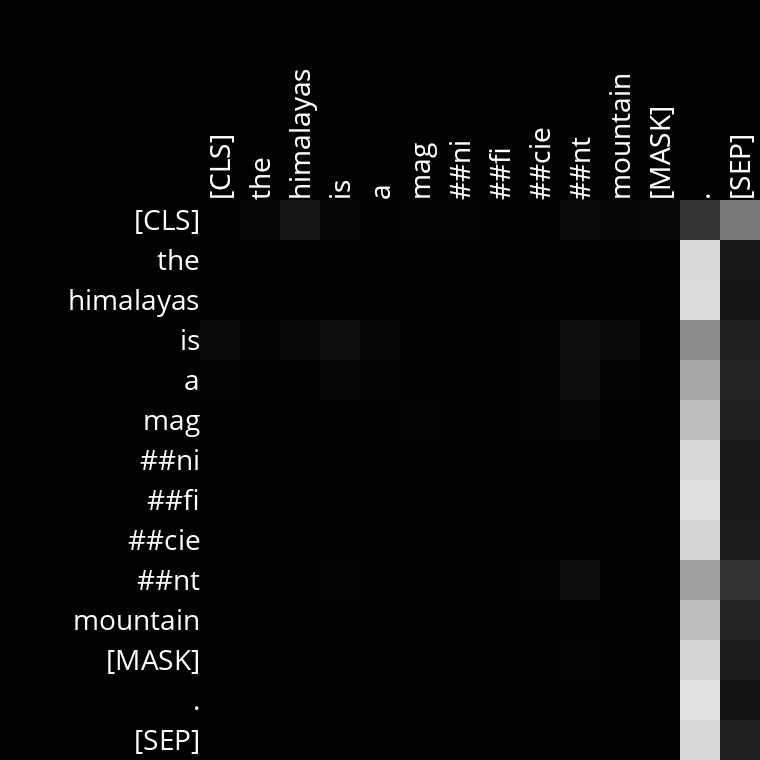 [CLS] the himalayas is a mag ##ni ##fi ##cie ##nt mountain [MASK] . [SEP]
[CLS]
the
himalayas
is
a
mag
##ni
##fi
##cie
##nt
mountain
[MASK]
.
[SEP]